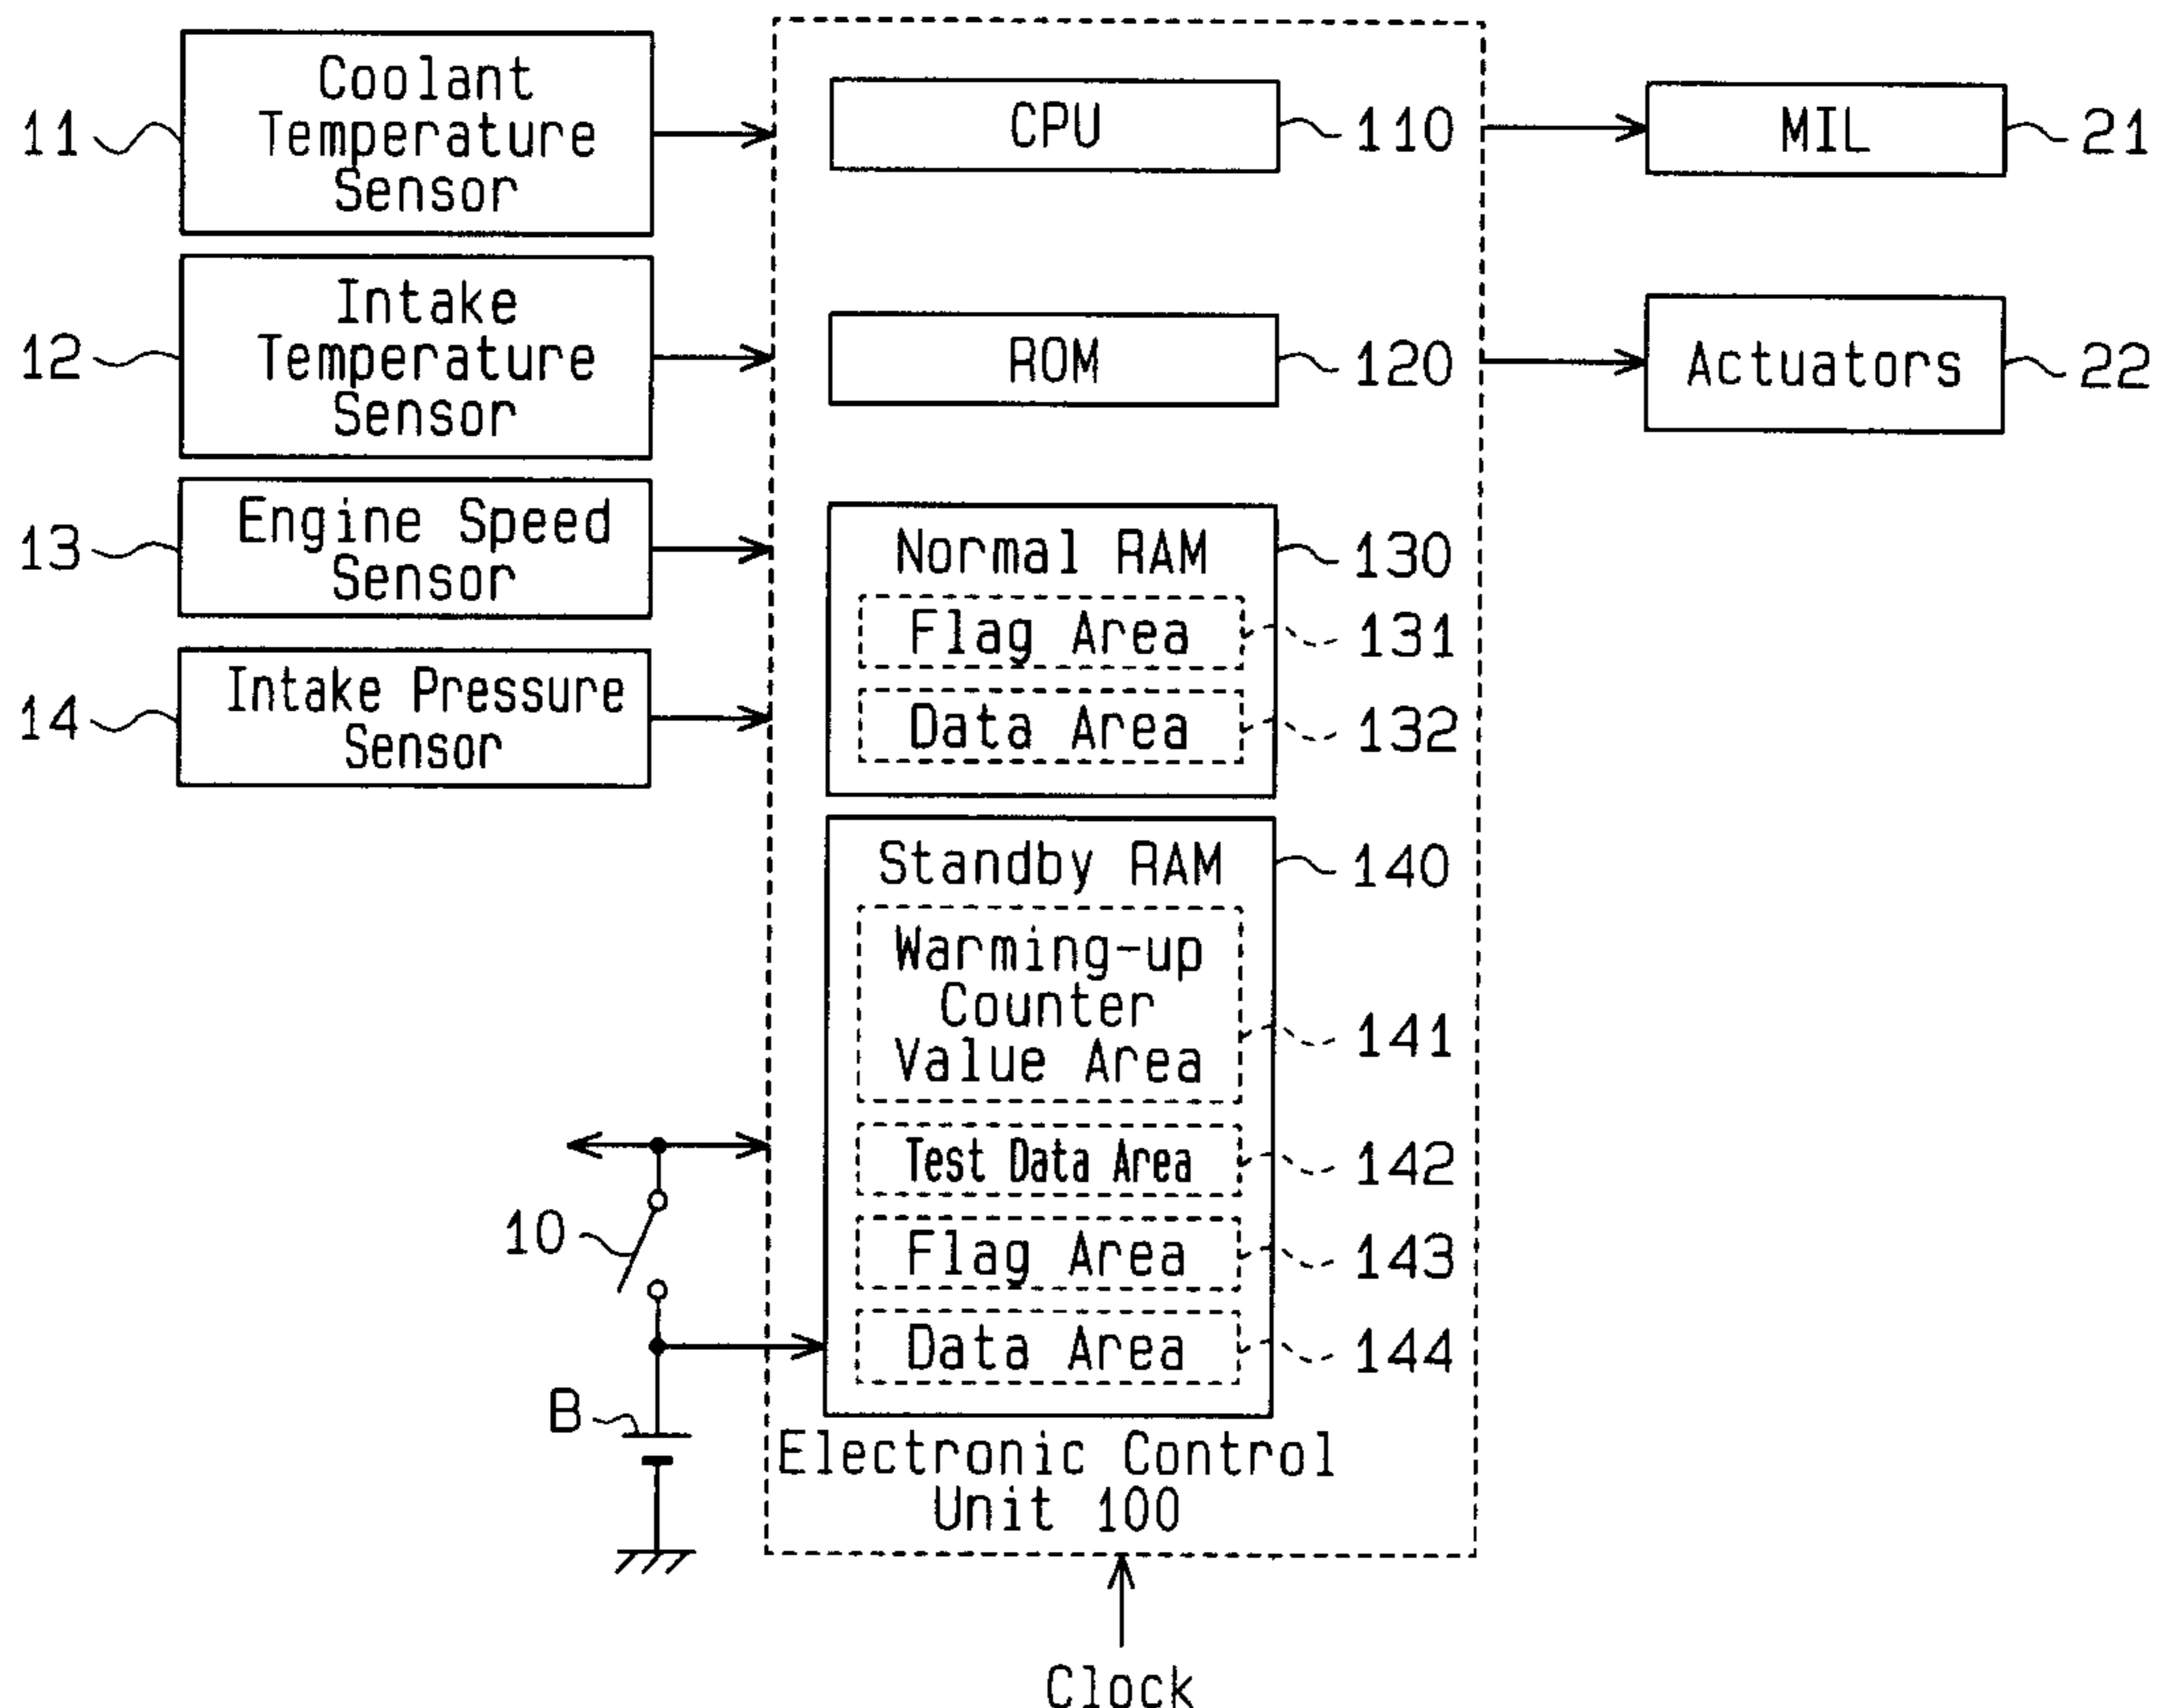 11
Coolant
Temperature
Sensor
12
Intake
Temperature
Sensor
13
Engine Speed
Sensor
14
Intake Pressure
Sensor
10
B
CPU
110
ROM
120
Normal RAM
130
Flag Area
131
Data Area
132
Standby RAM
140
Warming-up
Counter
Value Area
141
Test Data Area
142
Flag Area
143
Data Area
144
Electronic Control
Unit 100
Clock
MIL
21
Actuators
22